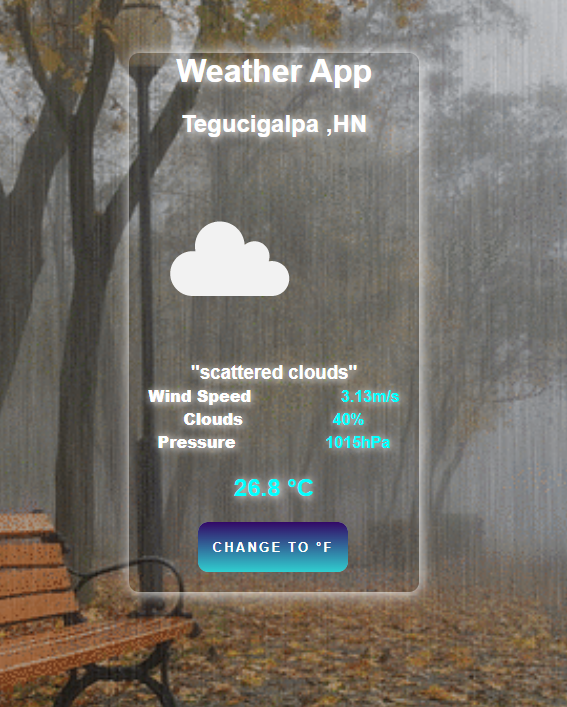 Weather App
Tegucigalpa ,HN
"scattered clouds"
Wind Speed 3.13m/s
Clouds 40%
Pressure 1015hPa
26.8 °C
CHANGE TO °F